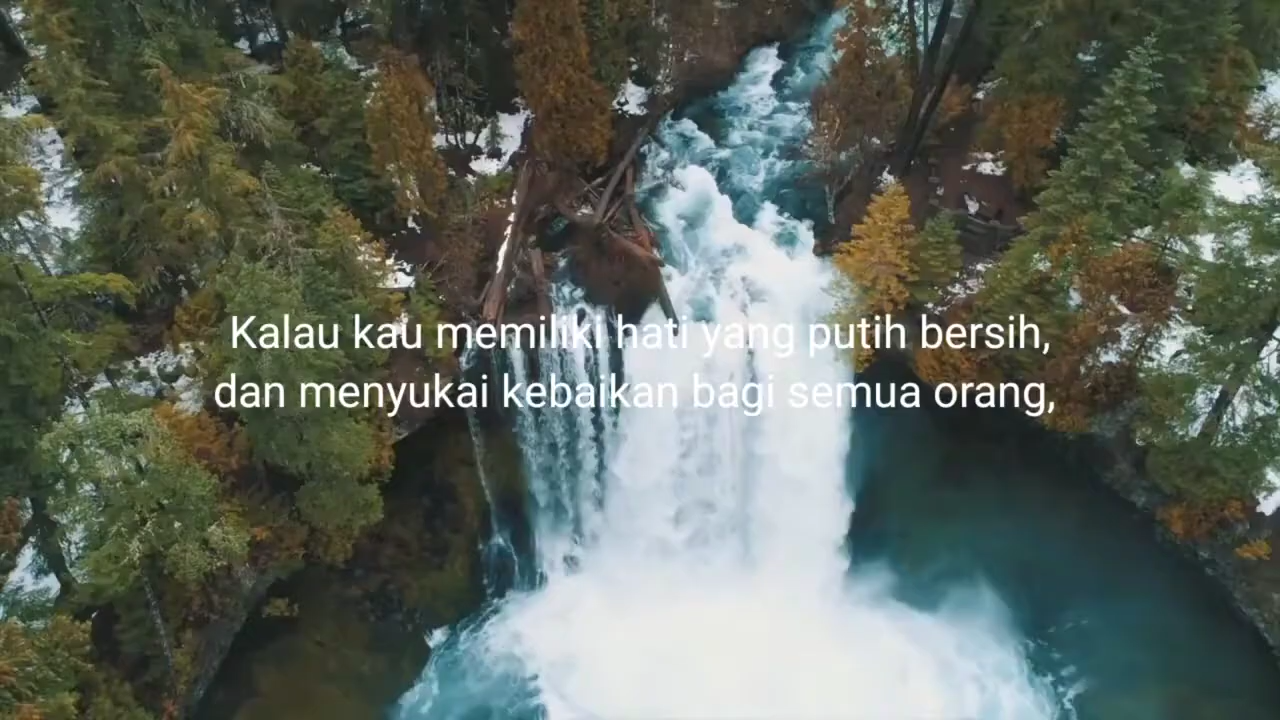 Kalau kau memiliki hati yang putih bersih,
dan menyukai kebaikan bagi semua orang,